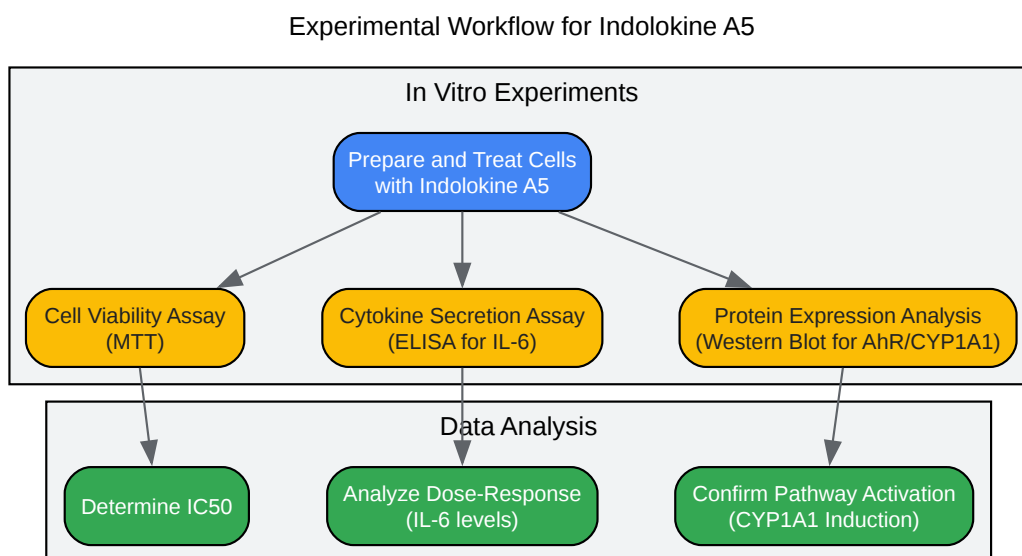 Experimental Workflow for Indolokine A5
In Vitro Experiments
Prepare and Treat Cells
with Indolokine A5
Cell Viability Assay
(MTT)
Cytokine Secretion Assay
(ELISA for IL-6)
Protein Expression Analysis
(Western Blot for AhR/CYP1A1)
Data Analysis
Determine IC50
Analyze Dose-Response
(IL-6 levels)
Confirm Pathway Activation
(CYP1A1 Induction)